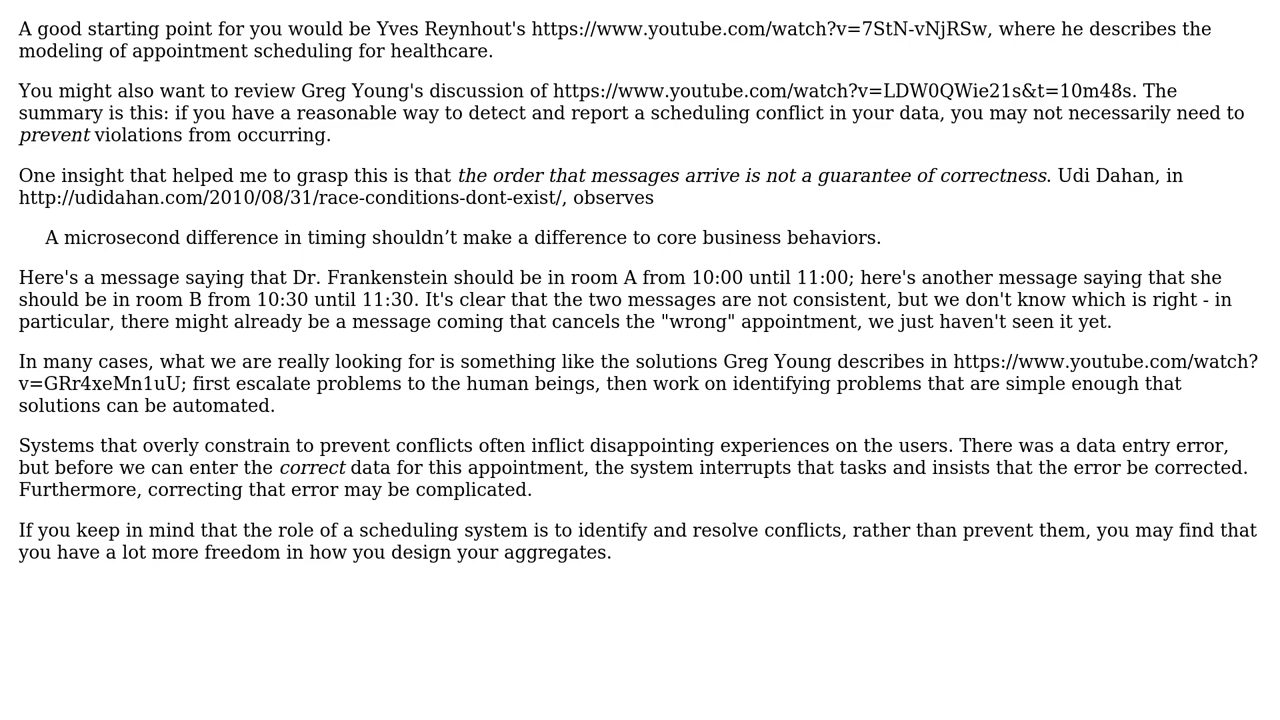 A good starting point for you would be Yves Reynhout's https://www.youtube.com/watch?v=7StN-vNjRSw, where he describes the
modeling of appointment scheduling for healthcare.
You might also want to review Greg Young's discussion of https://www.youtube.com/watch?v=LDW0QWie21s&t=10m48s. The
summary is this: if you have a reasonable way to detect and report a scheduling conflict in your data, you may not necessarily need to
prevent violations from occurring.
One insight that helped me to grasp this is that the order that messages arrive is not a guarantee of correctness. Udi Dahan, in
http://udidahan.com/2010/08/31/race-conditions-dont-exist/, observes
A microsecond difference in timing shouldn’t make a difference to core business behaviors.
Here's a message saying that Dr. Frankenstein should be in room A from 10:00 until 11:00; here's another message saying that she
should be in room B from 10:30 until 11:30. It's clear that the two messages are not consistent, but we don't know which is right - in
particular, there might already be a message coming that cancels the "wrong" appointment, we just haven't seen it yet.
In many cases, what we are really looking for is something like the solutions Greg Young describes in https://www.youtube.com/watch?
v=GRr4xeMn1uU; first escalate problems to the human beings, then work on identifying problems that are simple enough that
solutions can be automated.
Systems that overly constrain to prevent conflicts often inflict disappointing experiences on the users. There was a data entry error,
but before we can enter the correct data for this appointment, the system interrupts that tasks and insists that the error be corrected.
Furthermore, correcting that error may be complicated.
If you keep in mind that the role of a scheduling system is to identify and resolve conflicts, rather than prevent them, you may find that
you have a lot more freedom in how you design your aggregates.